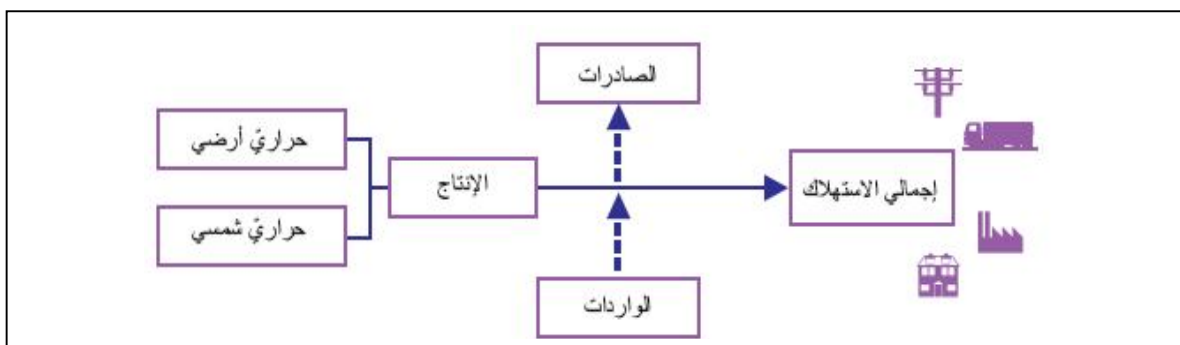 الصادرات
حراريّ أرضي
الإنتاج
إجمالي الاستهلاك
حراريّ شمسي
الواردات